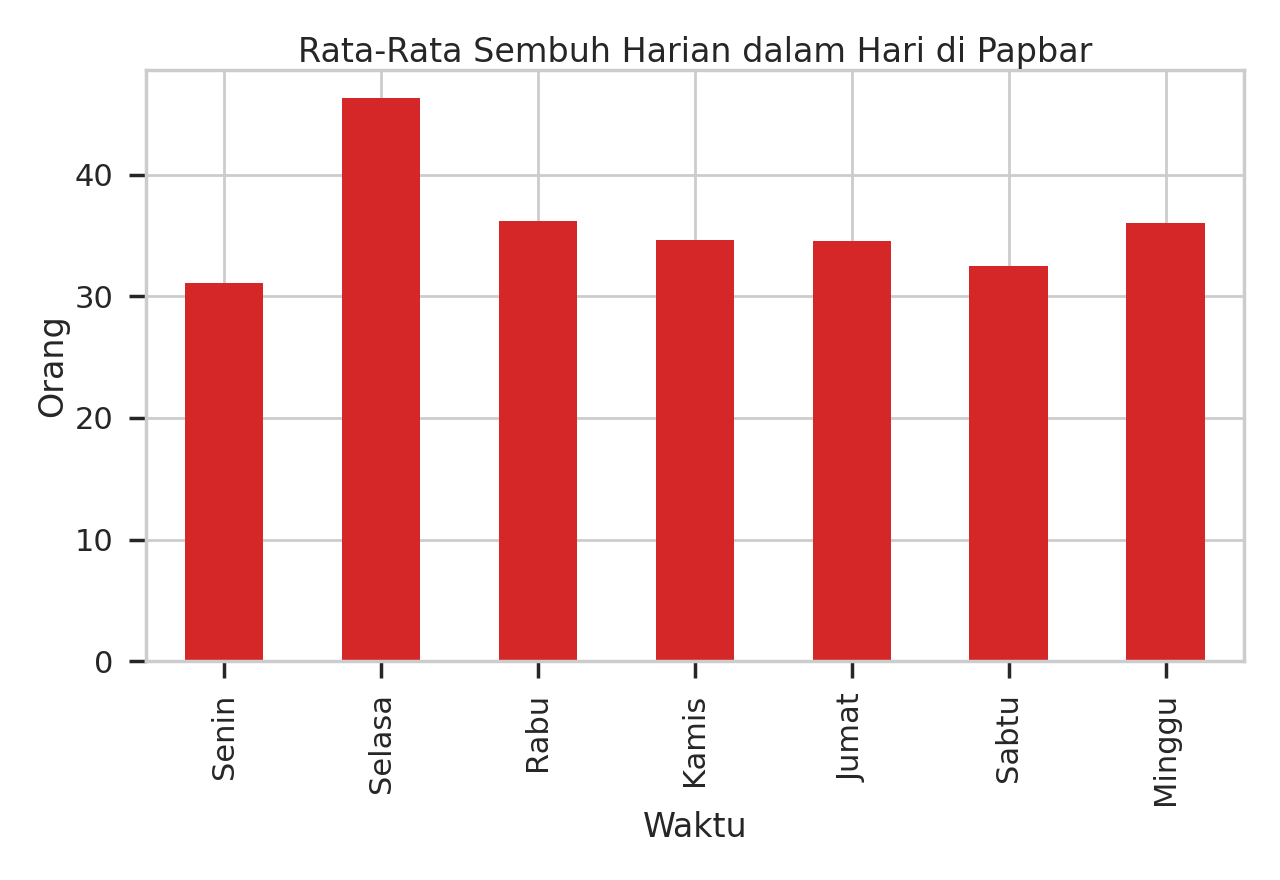 Rata-Rata Sembuh Harian dalam Hari di Papbar
40
30
20
10
0
Orang
Senin
Selasa
Rabu
Kamis
Jumat
Sabtu
Minggu
Waktu